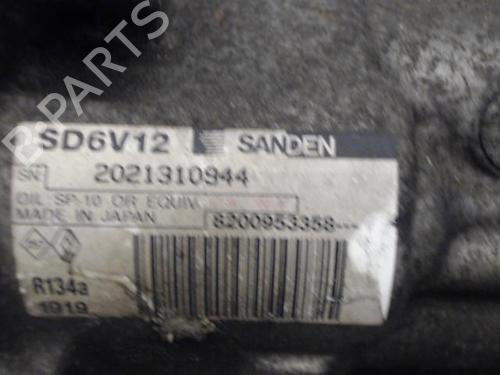 SD6V12 SANDEN
SN 2021310944
OIL SP-10 OR EQUIV.
MADE IN JAPAN 8200953358---
R134a
1919
B-PARTS